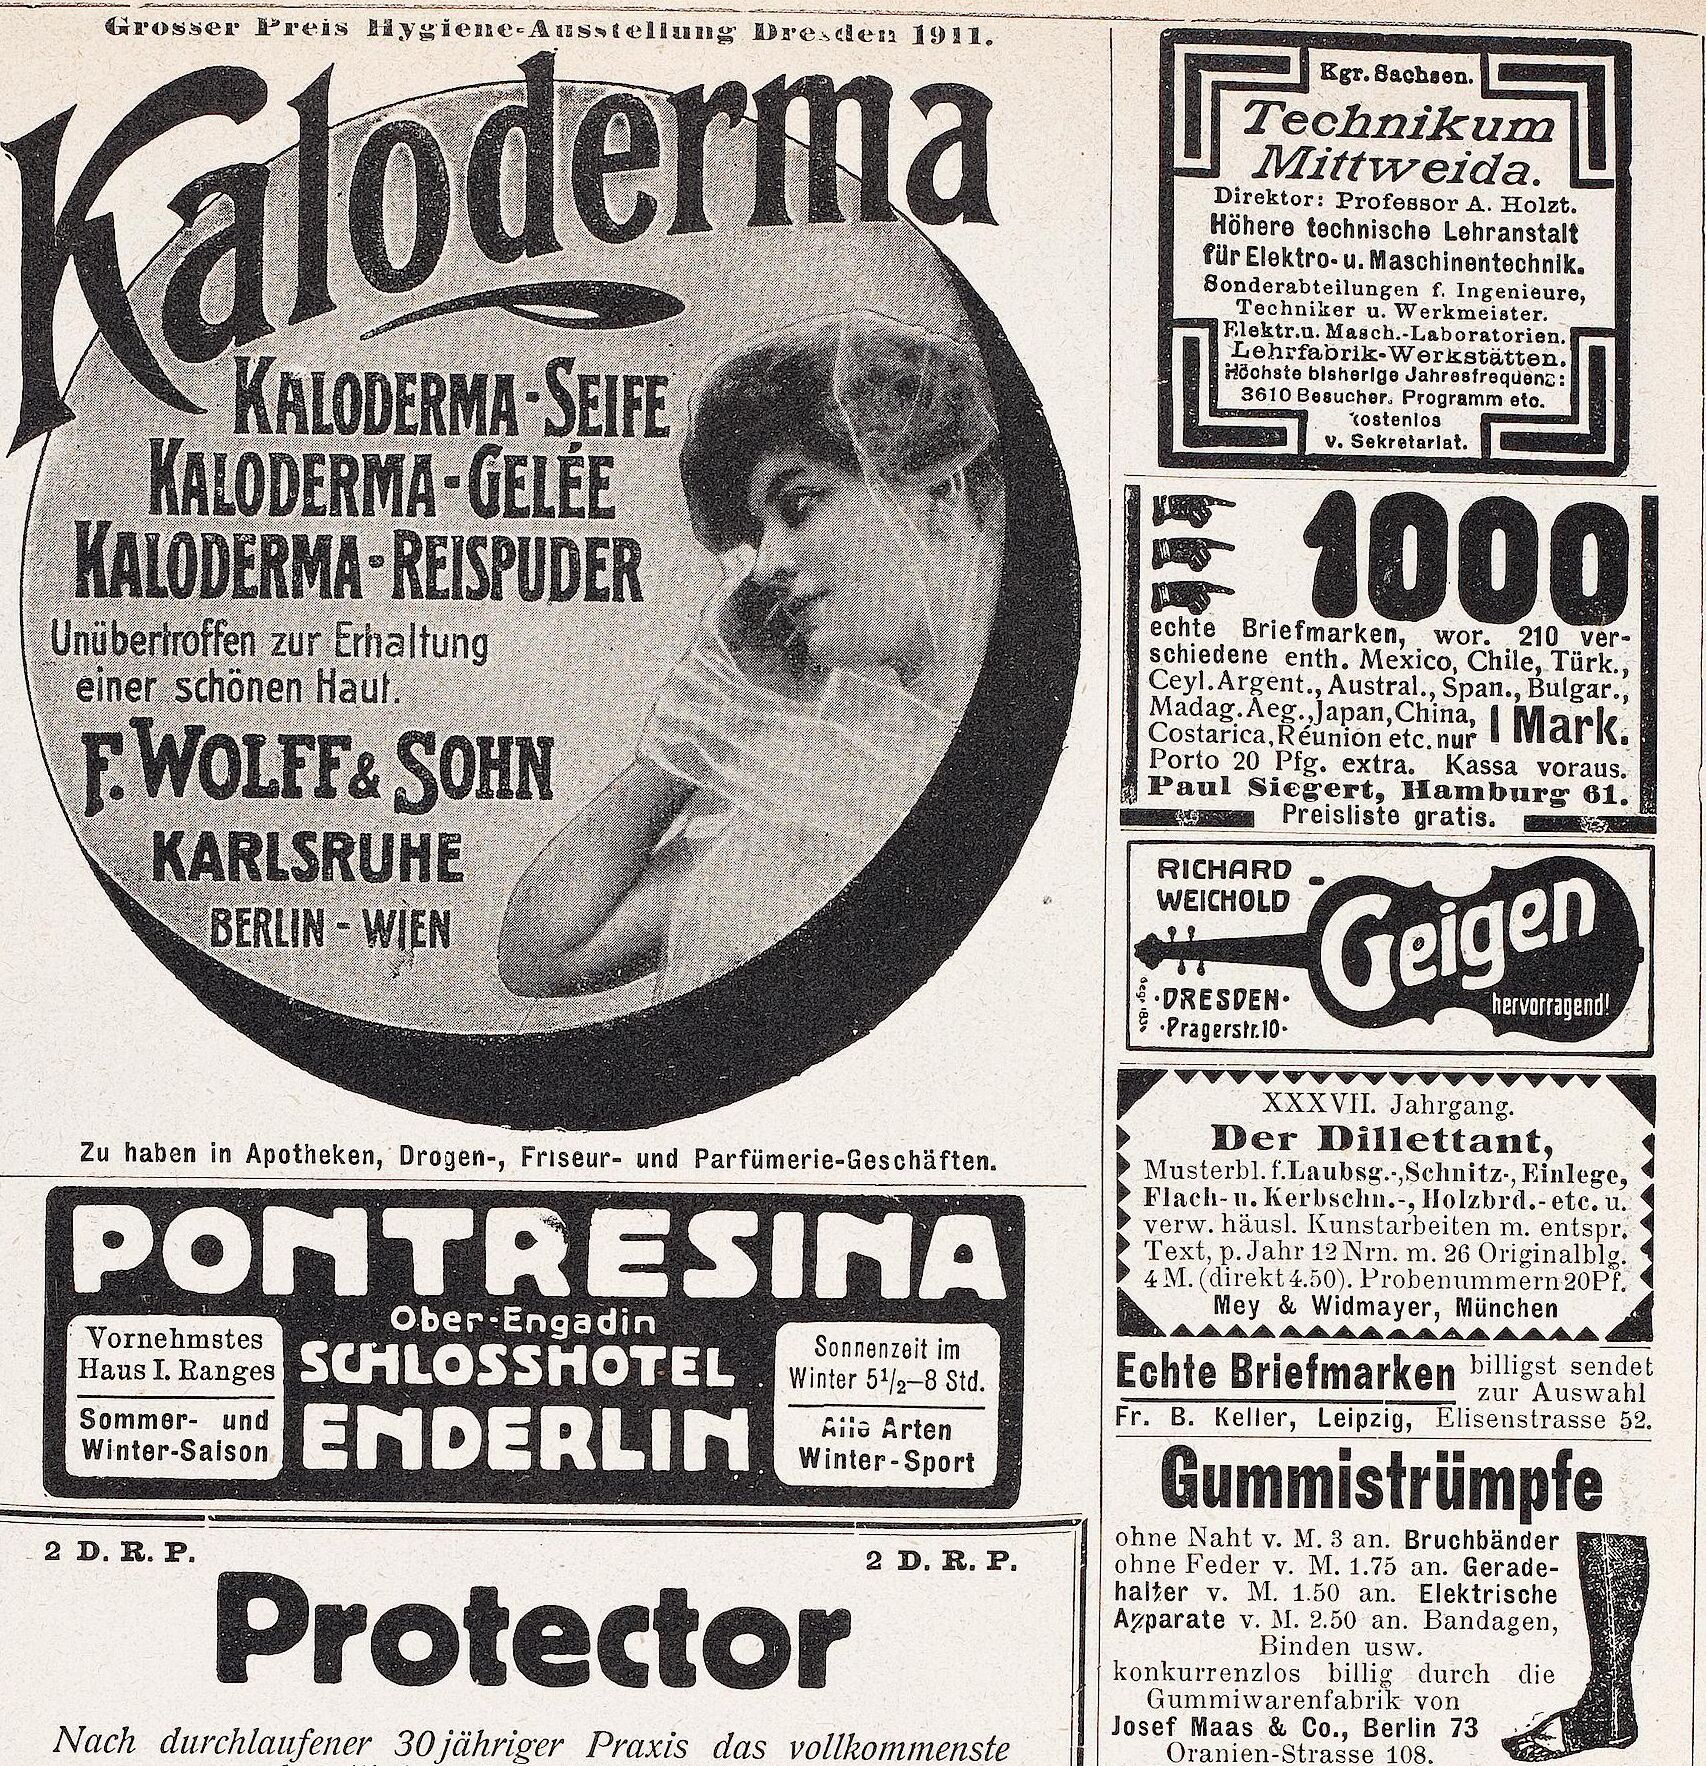 Grosser Preis Hygiene-Ausstellung Dresden 1911.
Kaloderma
KALODERMA-SEIFE
KALODERMA-GELÉE
KALODERMA-REISPUDER
Unübertroffen zur Erhaltung
einer schönen Haut.
F. WOLFF & SOHN
KARLSRUHE
BERLIN - WIEN
Zu haben in Apotheken, Drogen-, Friseur- und Parfümerie-Geschäften.
PONTRESINA
Ober-Engadin
SCHLOSSHOTEL
ENDERLIN
Vornehmstes
Haus I. Ranges
Sommer- und
Winter-Saison
Sonnenzeit im
Winter 5½–8 Std.
Alle Arten
Winter-Sport
2 D. R. P. 2 D. R. P.
Protector
Nach durchlaufener 30jähriger Praxis das vollkommenste
Kgr. Sachsen.
Technikum
Mittweida.
Direktor: Professor A. Holzt.
Höhere technische Lehranstalt
für Elektro- u. Maschinentechnik.
Sonderabteilungen f. Ingenieure,
Techniker u. Werkmeister.
Elektr. u. Masch.-Laboratorien.
Lehrfabrik-Werkstätten.
Höchste bisherige Jahresfrequenz:
3610 Besucher. Programm etc.
kostenlos
v. Sekretariat.
1000
echte Briefmarken, wor. 210 ver-
schiedene enth. Mexico, Chile, Türk.,
Ceyl. Argent., Austral., Span., Bulgar.,
Madag. Aeg., Japan, China,
Costarica, Réunion etc. nur 1 Mark.
Porto 20 Pfg. extra. Kassa voraus.
Paul Siegert, Hamburg 61.
Preisliste gratis.
RICHARD
WEICHOLD
Geigen
hervorragend!
·DRESDEN·
·Pragerstr. 10·
XXXVII. Jahrgang.
Der Dillettant,
Musterbl. f. Laubsg.-, Schnitz-, Einlege,
Flach- u. Kerbschn.-, Holzbrd.- etc. u.
verw. häusl. Kunstarbeiten m. entspr.
Text, p. Jahr 12 Nrn. m. 26 Originalblg.
4 M. (direkt 4.50). Probenummern 20 Pf.
Mey & Widmayer, München
Echte Briefmarken billigst sendet
zur Auswahl
Fr. B. Keller, Leipzig, Elisenstrasse 52.
Gummistrümpfe
ohne Naht v. M. 3 an. Bruchbänder
ohne Feder v. M. 1.75 an. Gerade-
halter v. M. 1.50 an. Elektrische
Apparate v. M. 2.50 an. Bandagen,
Binden usw.
konkurrenzlos billig durch die
Gummiwarenfabrik von
Josef Maas & Co., Berlin 73
Oranien-Strasse 108.